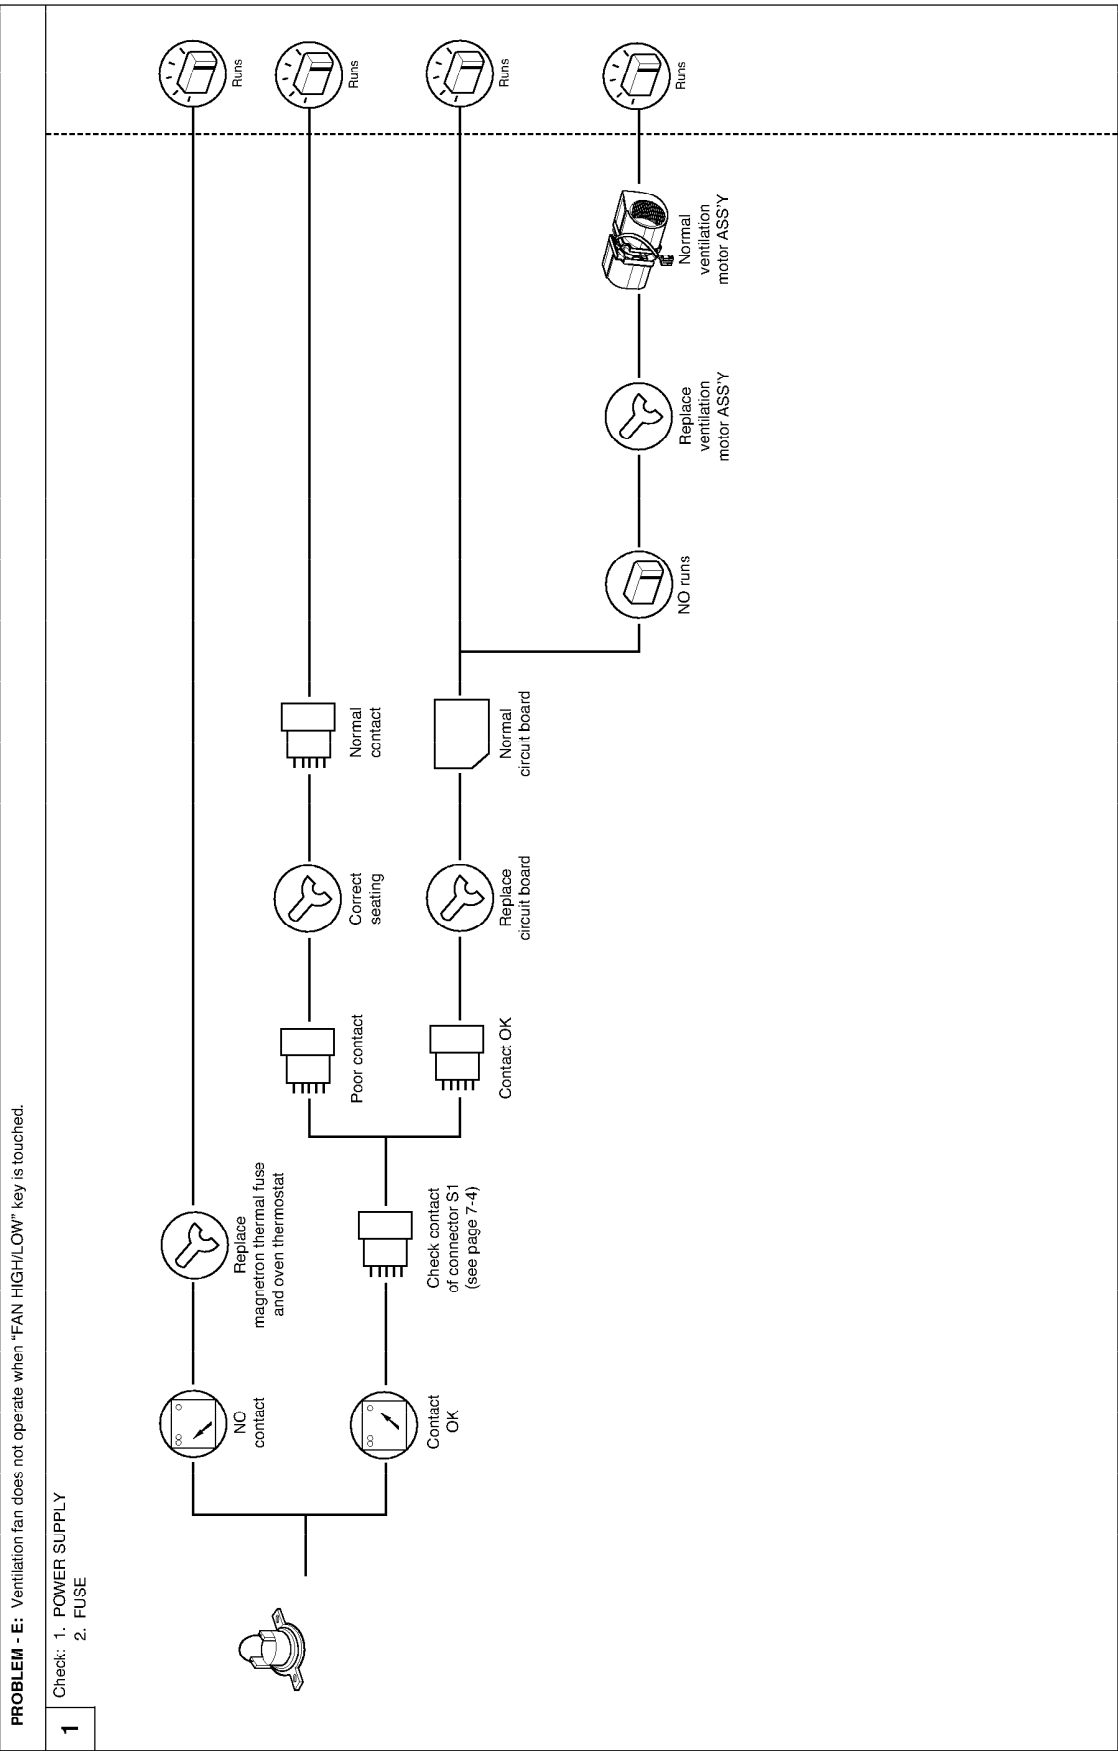 PROBLEM - E: Ventilation fan does not operate when “FAN HIGH/LOW” key is touched.
1
Check: 1. POWER SUPPLY
2. FUSE
NO
contact
Replace
magnetron thermal fuse
and oven thermostat
Runs
Contact
OK
Check contact
of connector S1
(see page 7-4)
Poor contact
Correct
seating
Normal
contact
Runs
Contact OK
Replace
circuit board
Normal
circuit board
Runs
NO runs
Replace
ventilation
motor ASS'Y
Normal
ventilation
motor ASS'Y
Runs